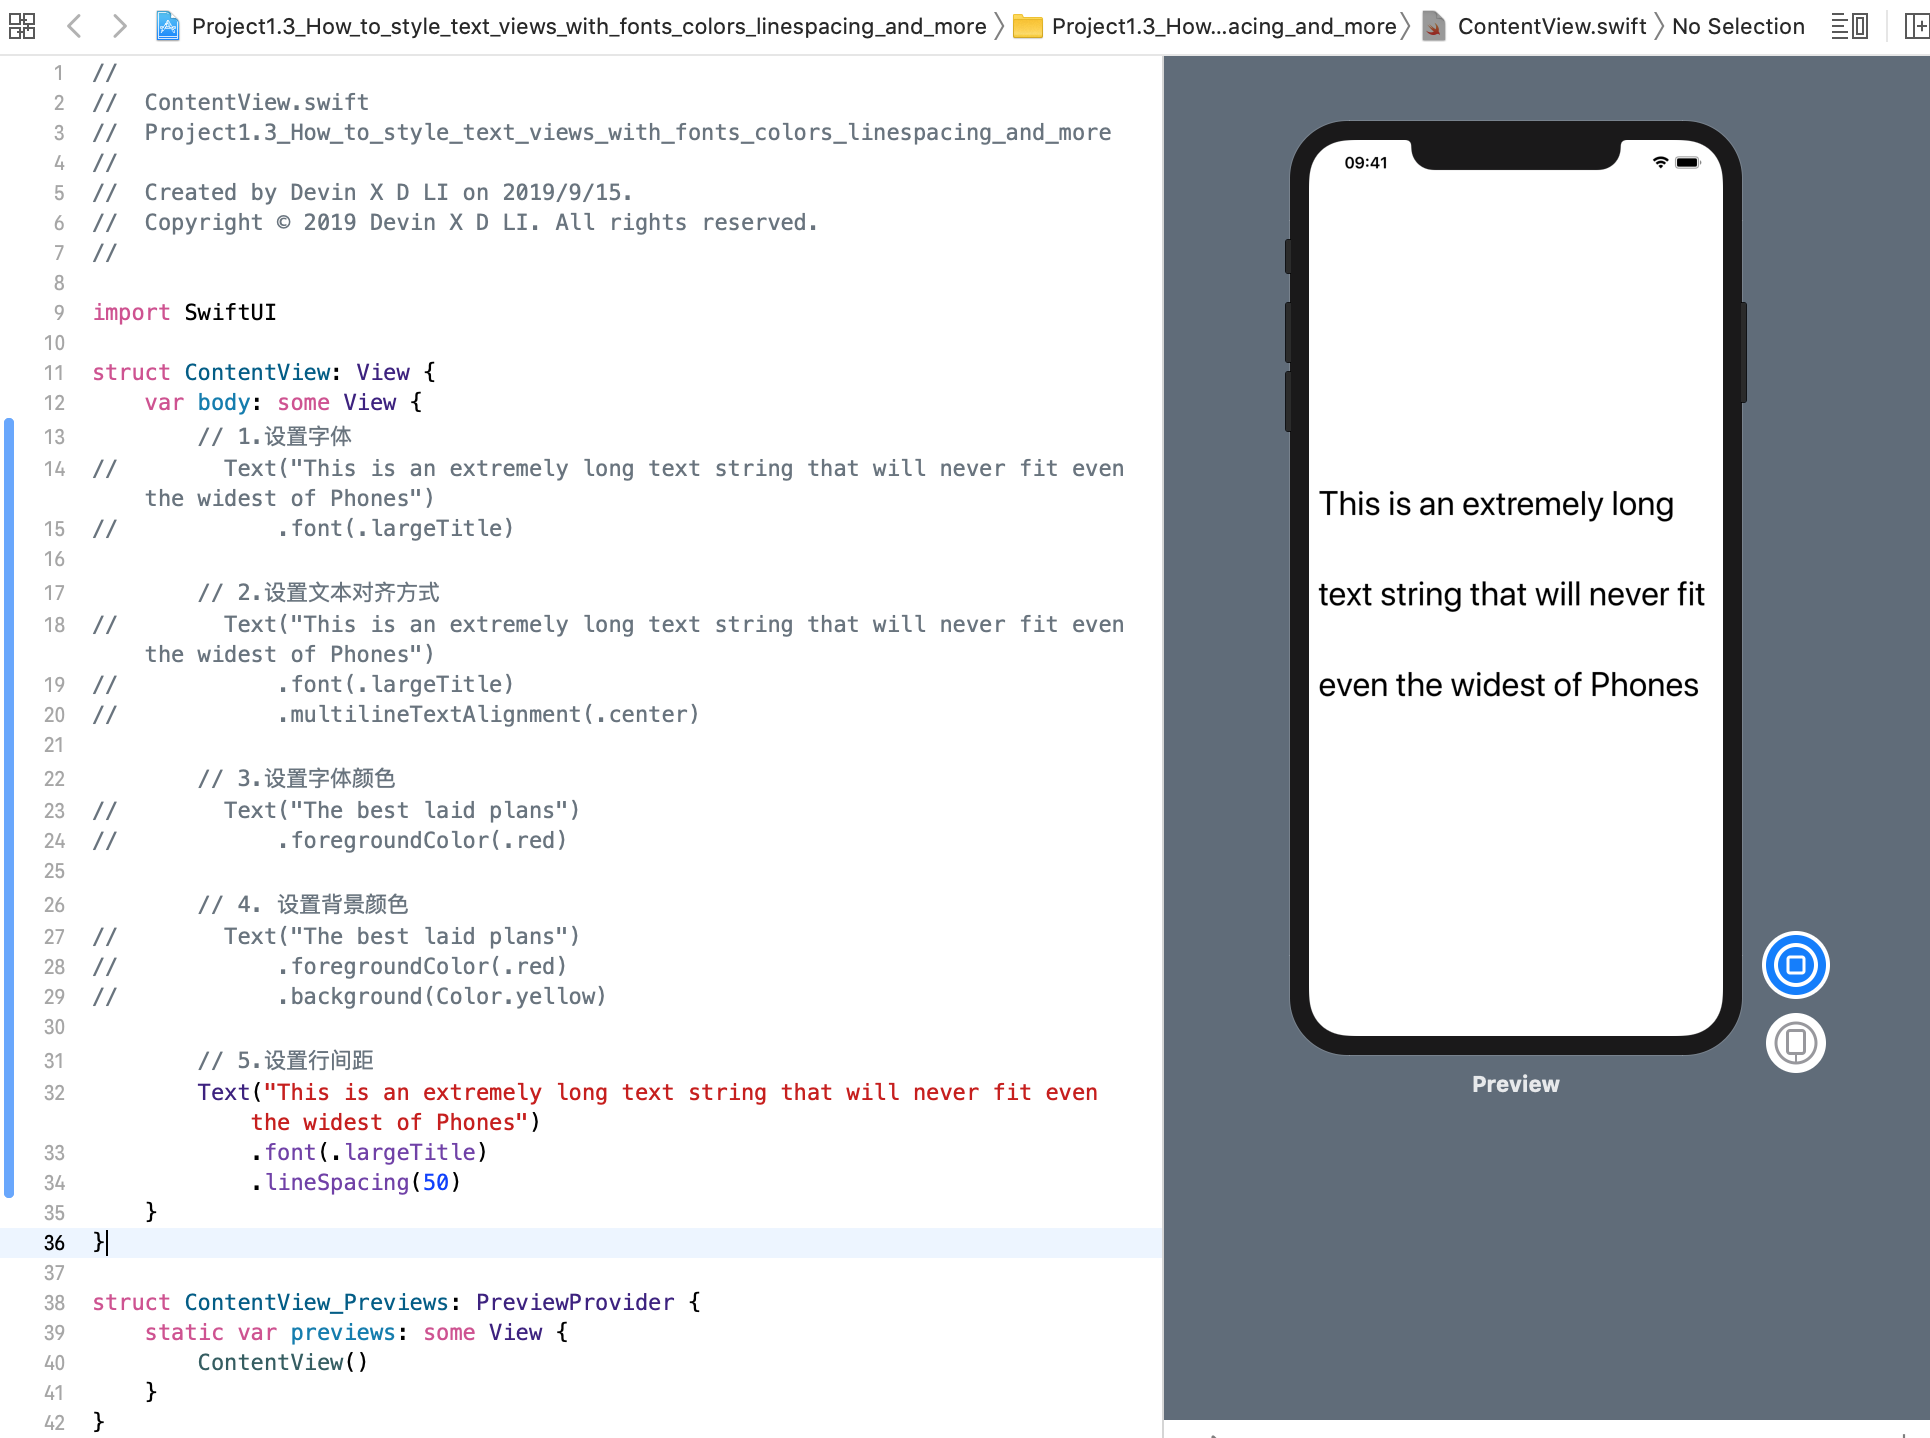 Project1.3_How_to_style_text_views_with_fonts_colors_linespacing_and_more 〉 Project1.3_How...acing_and_more 〉 ContentView.swift 〉 No Selection
1 //
2 //  ContentView.swift
3 //  Project1.3_How_to_style_text_views_with_fonts_colors_linespacing_and_more
4 //
5 //  Created by Devin X D LI on 2019/9/15.
6 //  Copyright © 2019 Devin X D LI. All rights reserved.
7 //
8
9 import SwiftUI
10
11 struct ContentView: View {
12     var body: some View {
13         // 1.设置字体
14 //        Text("This is an extremely long text string that will never fit even
the widest of Phones")
15 //            .font(.largeTitle)
16
17         // 2.设置文本对齐方式
18 //        Text("This is an extremely long text string that will never fit even
the widest of Phones")
19 //            .font(.largeTitle)
20 //            .multilineTextAlignment(.center)
21
22         // 3.设置字体颜色
23 //        Text("The best laid plans")
24 //            .foregroundColor(.red)
25
26         // 4. 设置背景颜色
27 //        Text("The best laid plans")
28 //            .foregroundColor(.red)
29 //            .background(Color.yellow)
30
31         // 5.设置行间距
32         Text("This is an extremely long text string that will never fit even
the widest of Phones")
33             .font(.largeTitle)
34             .lineSpacing(50)
35     }
36 }
37
38 struct ContentView_Previews: PreviewProvider {
39     static var previews: some View {
40         ContentView()
41     }
42 }
09:41
This is an extremely long
text string that will never fit
even the widest of Phones
Preview